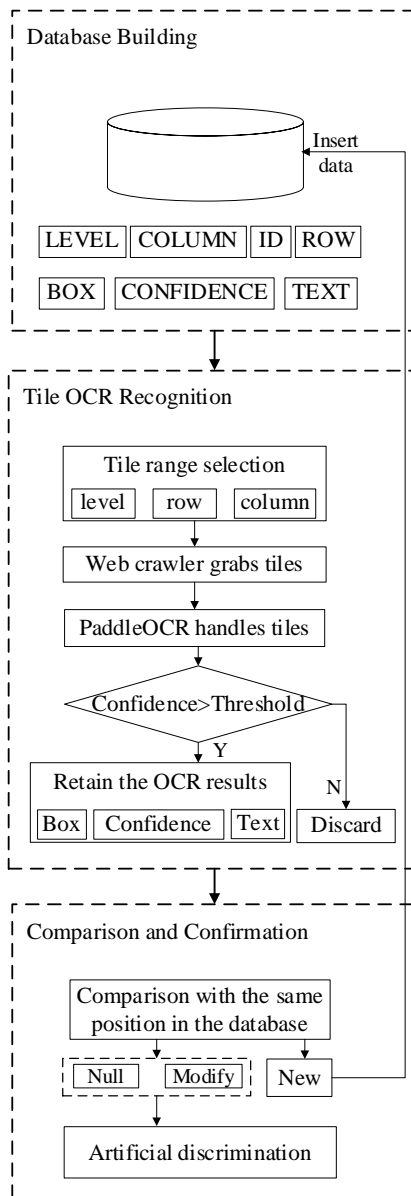 Database Building
Insert
data
LEVEL COLUMN ID ROW
BOX CONFIDENCE TEXT
Tile OCR Recognition
Tile range selection
level row column
Web crawler grabs tiles
PaddleOCR handles tiles
Confidence>Threshold
Y
N
Retain the OCR results
Box Confidence Text
Discard
Comparison and Confirmation
Comparison with the same
position in the database
Null Modify New
Artificial discrimination